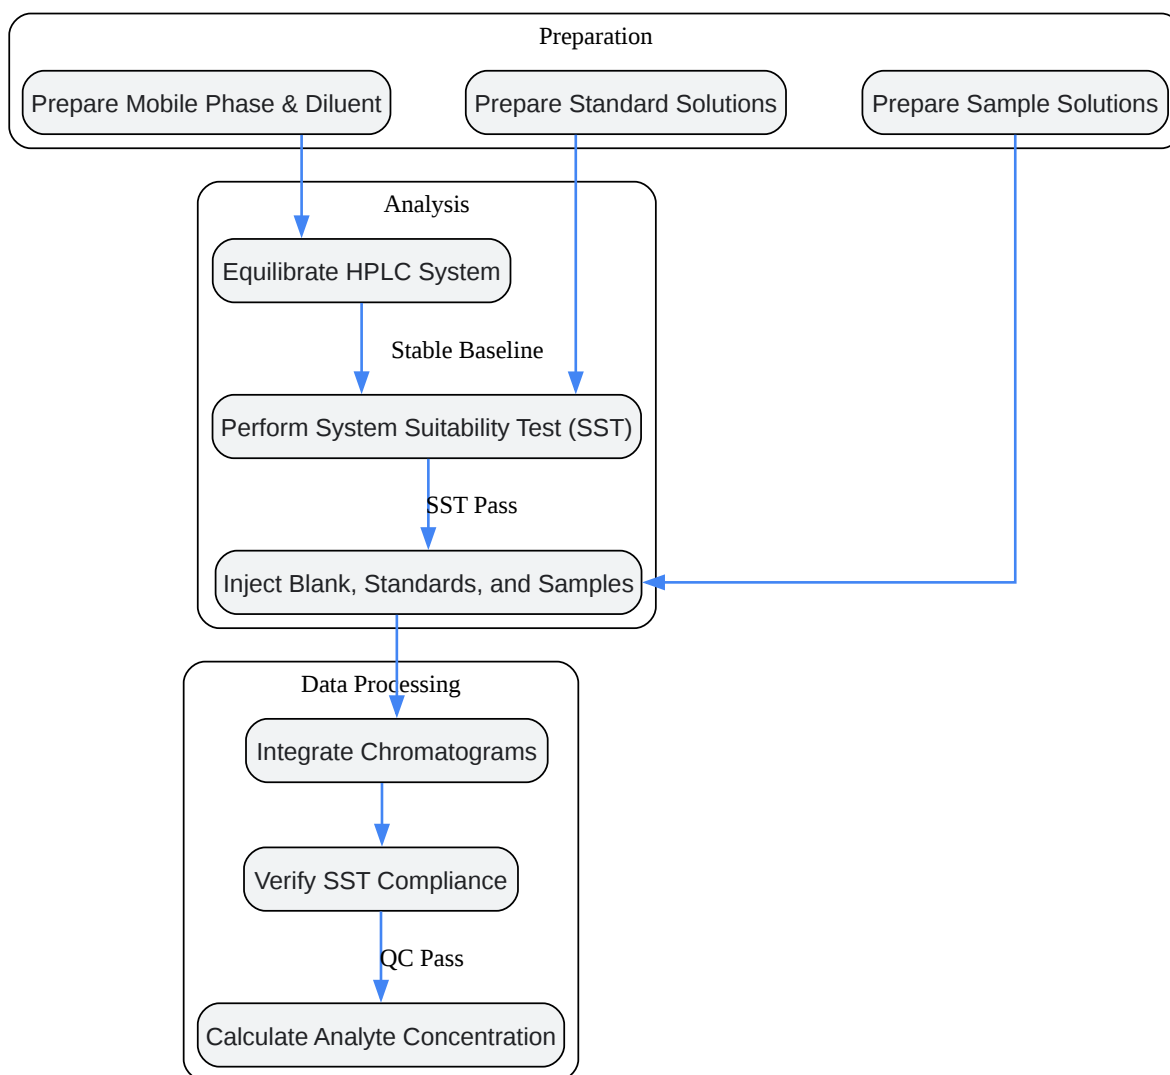 Preparation
Prepare Mobile Phase & Diluent
Prepare Standard Solutions
Prepare Sample Solutions
Analysis
Equilibrate HPLC System
Stable Baseline
Perform System Suitability Test (SST)
SST Pass
Inject Blank, Standards, and Samples
Data Processing
Integrate Chromatograms
Verify SST Compliance
QC Pass
Calculate Analyte Concentration